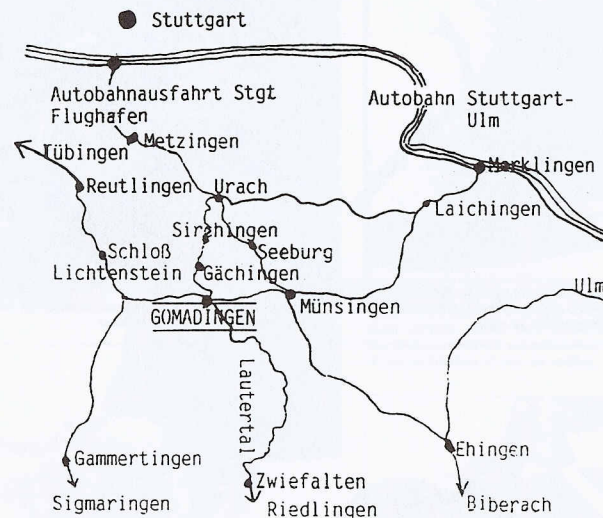 Stuttgart
Autobahnausfahrt Stgt
Flughafen
Autobahn Stuttgart-
Ulm
Metzingen
Tübingen
Merklingen
Reutlingen
Urach
Laichingen
Sirchingen
Seeburg
Schloß
Lichtenstein
Gächingen
Ulm
GOMADINGEN
Münsingen
Lautertal
Gammertingen
Ehingen
Zwiefalten
Sigmaringen
Riedlingen
Biberach